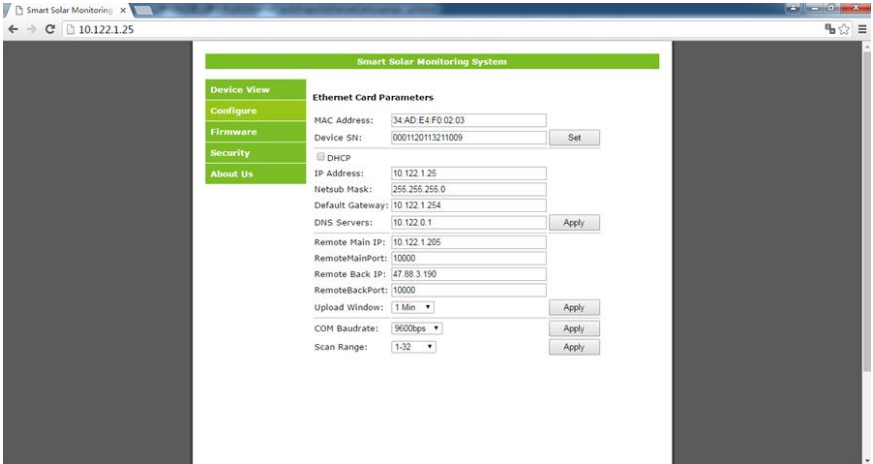 Smart Solar Monitoring
10.122.1.25
Smart Solar Monitoring System
Device View
Configure
Firmware
Security
About Us
Ethernet Card Parameters
MAC Address: 34:AD:E4:F0:02:03
Device SN: 0001120113211009 Set
DHCP
IP Address: 10.122.1.25
Netsub Mask: 255.255.255.0
Default Gateway: 10.122.1.254
DNS Servers: 10.122.0.1 Apply
Remote Main IP: 10.122.1.205
RemoteMainPort: 10000
Remote Back IP: 47.88.3.190
RemoteBackPort: 10000
Upload Window: 1 Min Apply
COM Baudrate: 9600bps Apply
Scan Range: 1-32 Apply